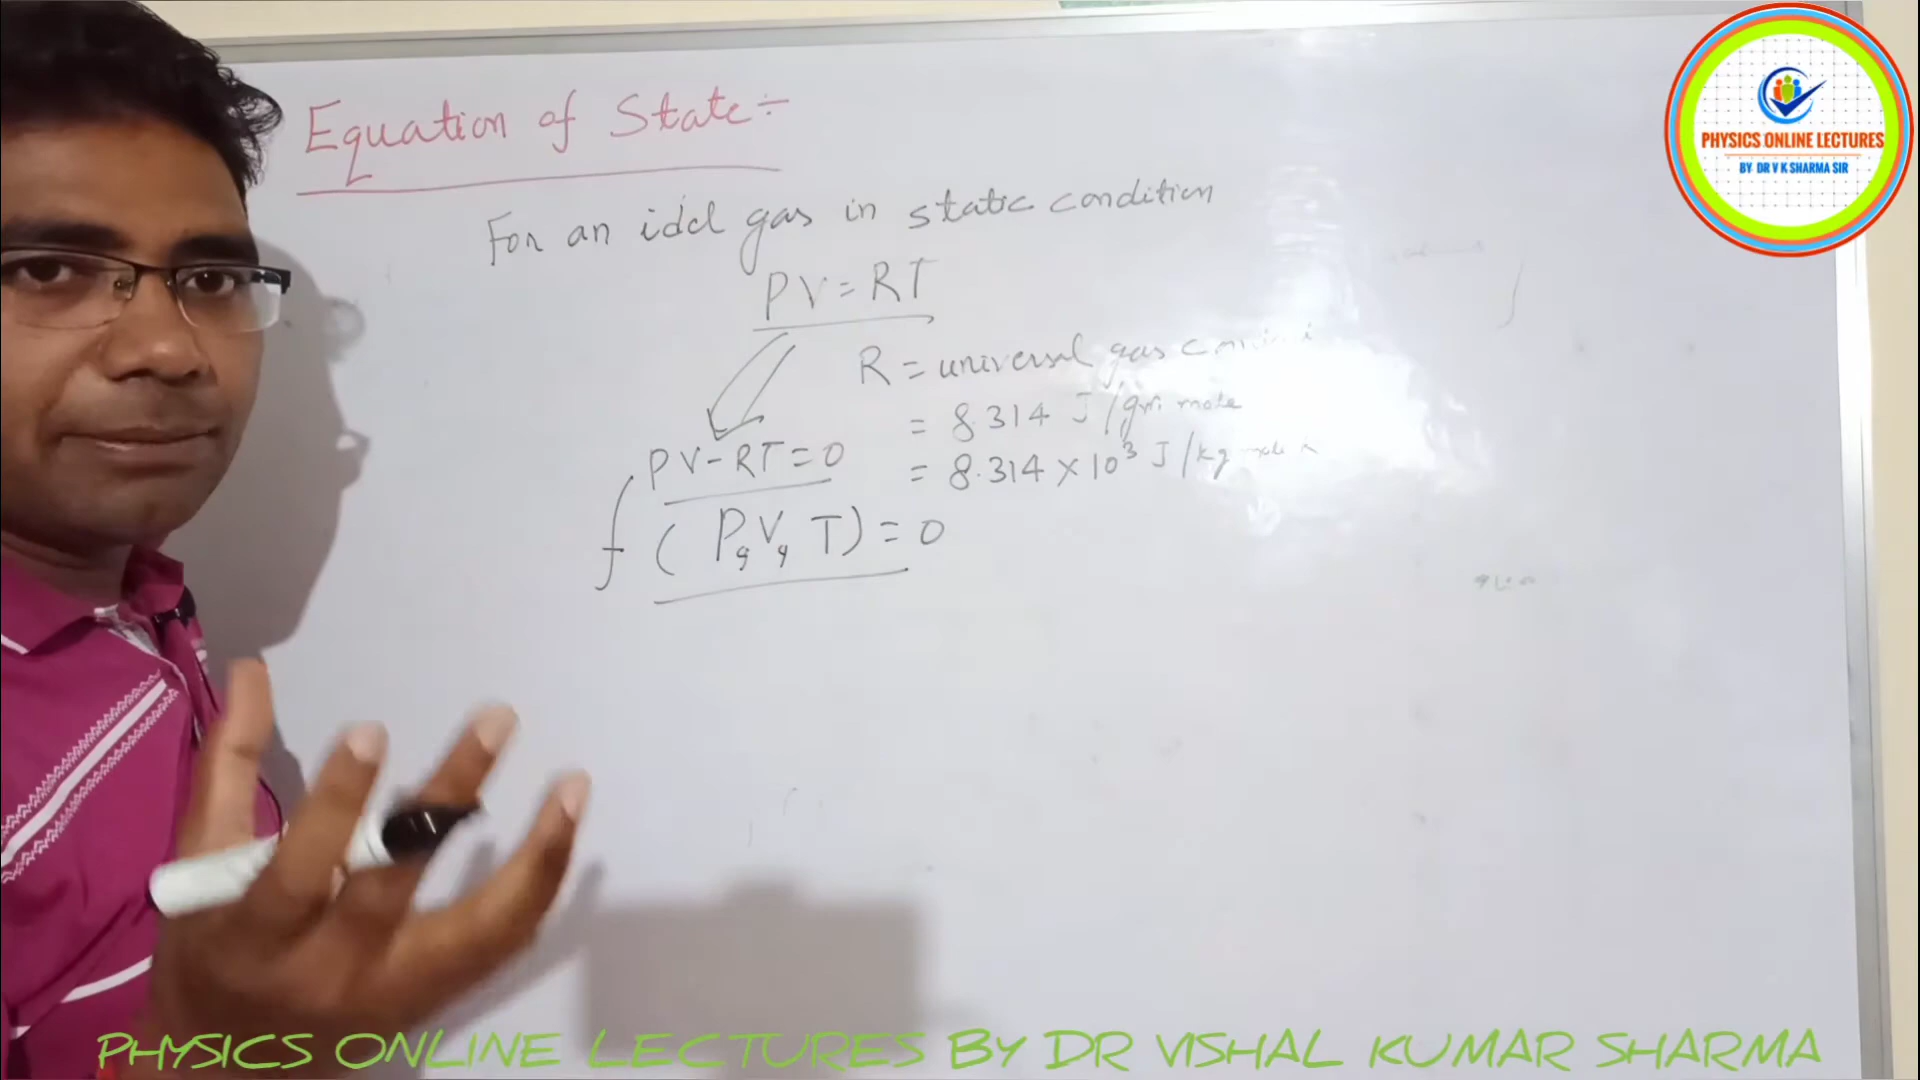 Equation of State÷
For an idel gas in static condition
PV=RT
R = universal gas
= 8.314 J/gm mole
= 8.314 × 10³ J/kg
PV-RT=0
f ( P, V, T) = 0
PHYSICS ONLINE LECTURES
BY DR V K SHARMA SIR
PHYSICS ONLINE LECTURES BY DR VISHAL KUMAR SHARMA